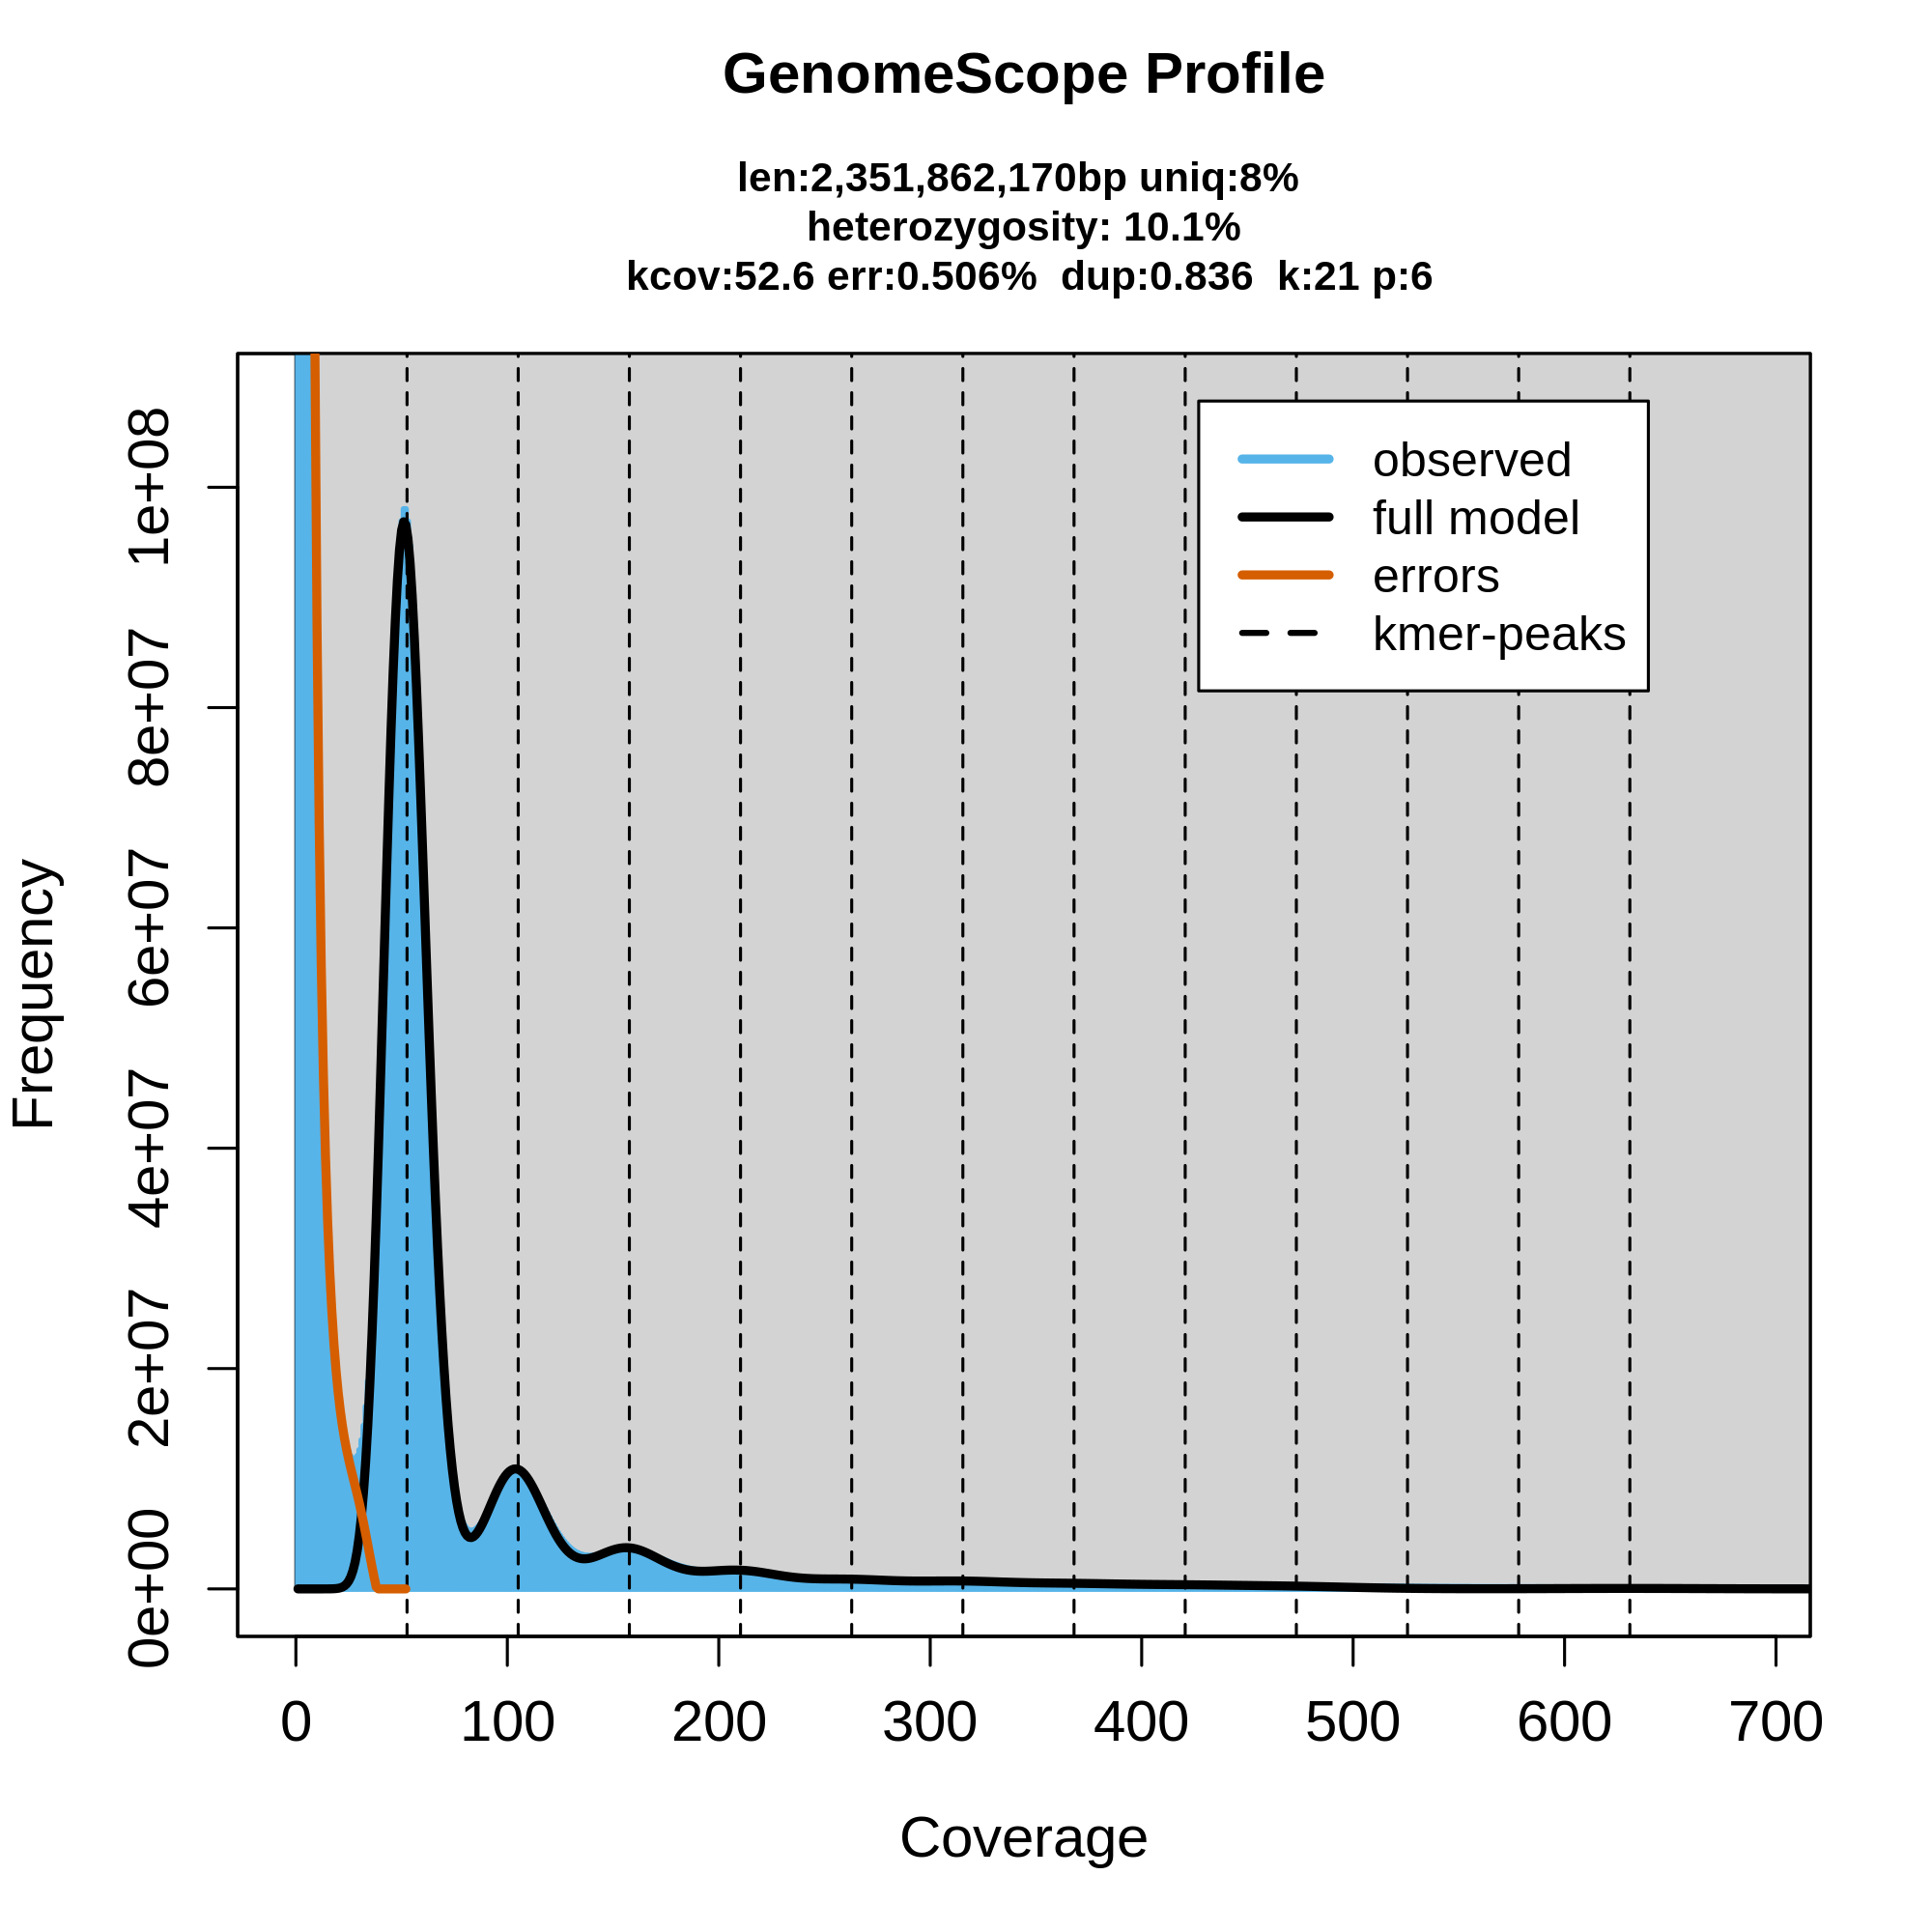 GenomeScope Profile
len:2,351,862,170bp uniq:8%
heterozygosity: 10.1%
kcov:52.6 err:0.506%  dup:0.836  k:21 p:6
observed
full model
errors
kmer-peaks
Frequency
1e+08
8e+07
6e+07
4e+07
2e+07
0e+00
0 100 200 300 400 500 600 700
Coverage